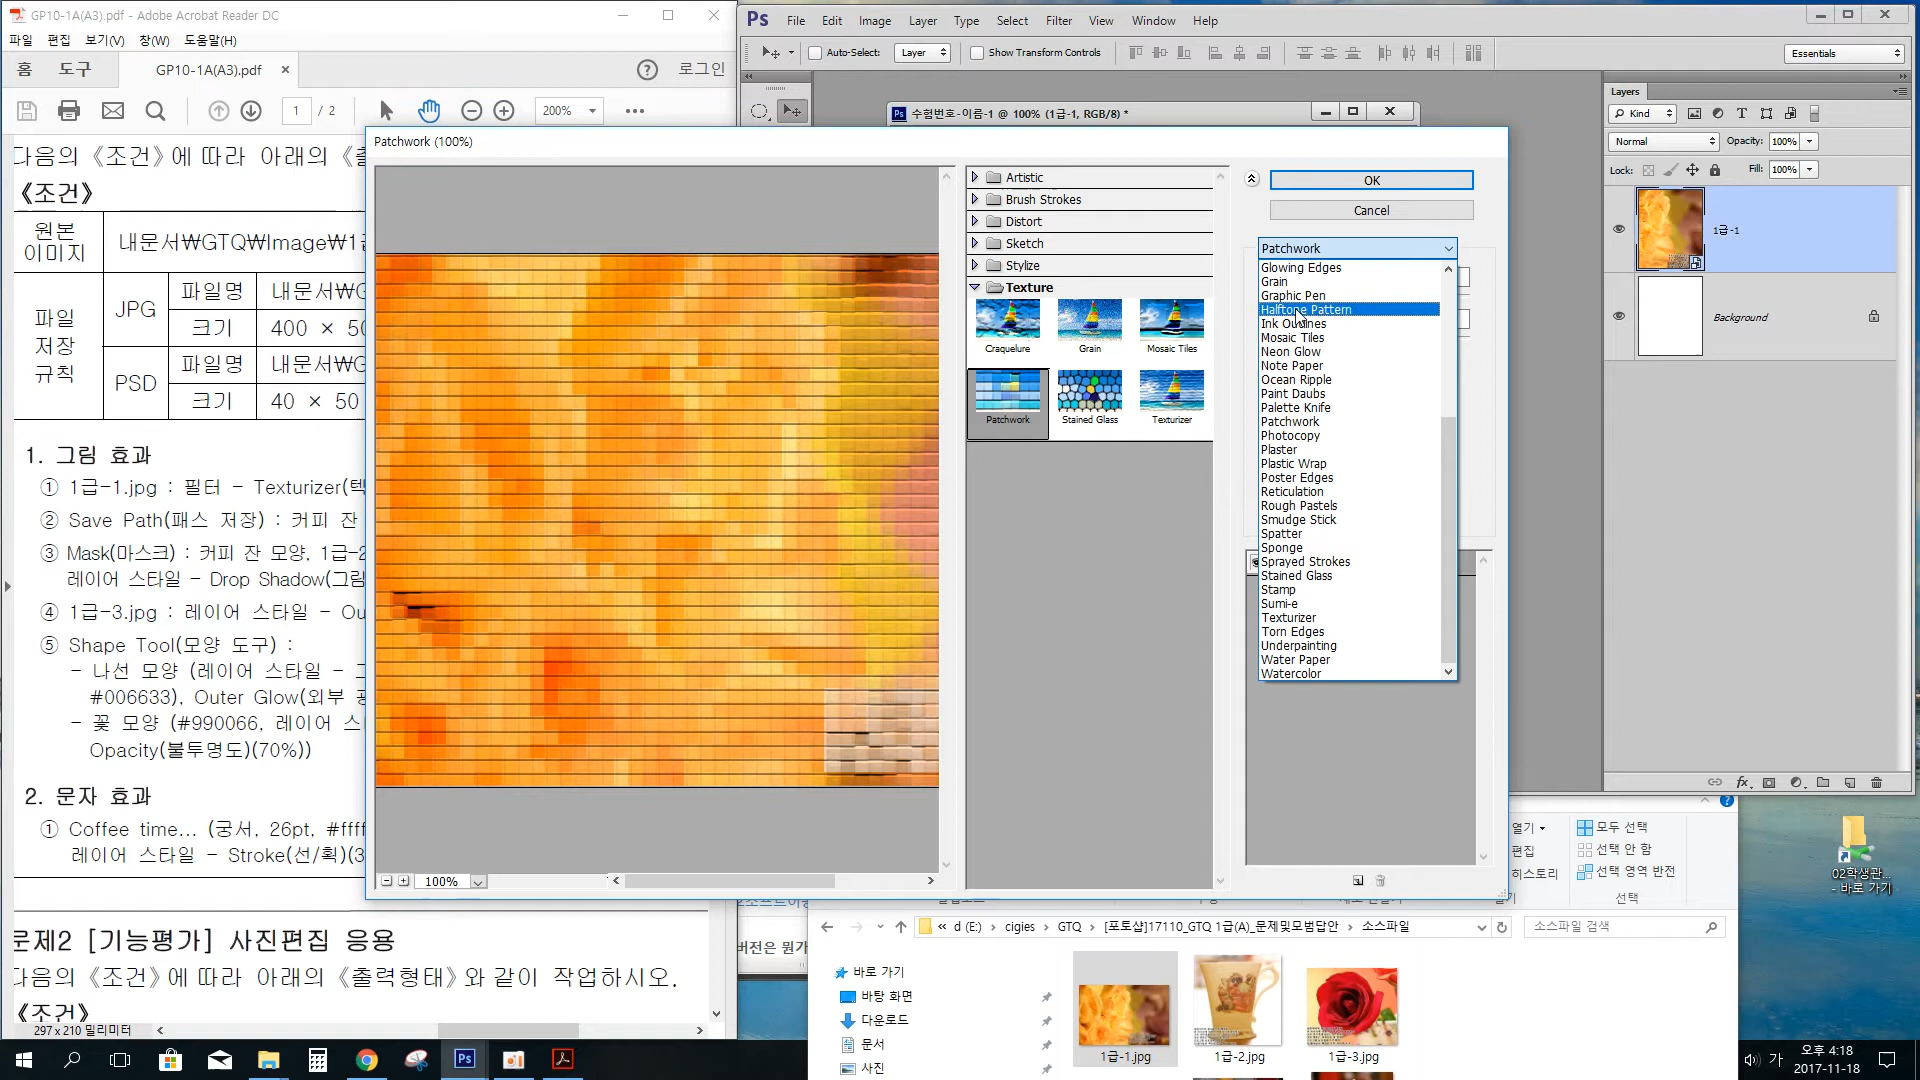 GP10-1A(A3).pdf - Adobe Acrobat Reader DC
파일 편집 보기(V) 창(W) 도움말(H)
홈 도구 GP10-1A(A3).pdf × 로그인
1 / 2 200%
다음의 《조건》에 따라 아래의 《출
《조건》
원본
이미지
내문서₩GTQ₩Image₩1급
파일
저장
규칙
JPG 파일명 내문서₩G
크기 400 × 50
PSD 파일명 내문서₩G
크기 40 × 50
1. 그림 효과
① 1급-1.jpg : 필터 - Texturizer(텍
② Save Path(패스 저장) : 커피 잔
③ Mask(마스크) : 커피 잔 모양, 1급-2
레이어 스타일 - Drop Shadow(그림
④ 1급-3.jpg : 레이어 스타일 - Ou
⑤ Shape Tool(모양 도구) :
- 나선 모양 (레이어 스타일 - 그
#006633), Outer Glow(외부 광
- 꽃 모양 (#990066, 레이어 스
Opacity(불투명도)(70%))
2. 문자 효과
① Coffee time... (궁서, 26pt, #ffff
레이어 스타일 - Stroke(선/획)(3
문제2 [기능평가] 사진편집 응용
다음의 《조건》에 따라 아래의 《출력형태》와 같이 작업하시오.
《조건》
297 x 210 밀리미터
Ps File Edit Image Layer Type Select Filter View Window Help
Auto-Select: Layer Show Transform Controls Essentials
수험번호-이름-1 @ 100% (1급-1, RGB/8) *
Patchwork (100%)
100%
Artistic
Brush Strokes
Distort
Sketch
Stylize
Texture
Craquelure Grain Mosaic Tiles
Patchwork Stained Glass Texturizer
OK
Cancel
Patchwork
Glowing Edges
Grain
Graphic Pen
Halftone Pattern
Ink Outlines
Mosaic Tiles
Neon Glow
Note Paper
Ocean Ripple
Paint Daubs
Palette Knife
Patchwork
Photocopy
Plaster
Plastic Wrap
Poster Edges
Reticulation
Rough Pastels
Smudge Stick
Spatter
Sponge
Sprayed Strokes
Stained Glass
Stamp
Sumi-e
Texturizer
Torn Edges
Underpainting
Water Paper
Watercolor
Layers
Kind
Normal Opacity: 100%
Lock: Fill: 100%
1급-1
Background
열기 모두 선택
편집 선택 안 함
히스토리 선택 영역 반전
선택
버전은 뭔가
« d (E:) › cigies › GTQ › [포토샵]17110_GTQ 1급(A)_문제및모범답안 › 소스파일 소스파일 검색
바로 가기
바탕 화면
다운로드
문서
사진
1급-1.jpg 1급-2.jpg 1급-3.jpg
02학생관...
- 바로 가기
가 오후 4:18
2017-11-18